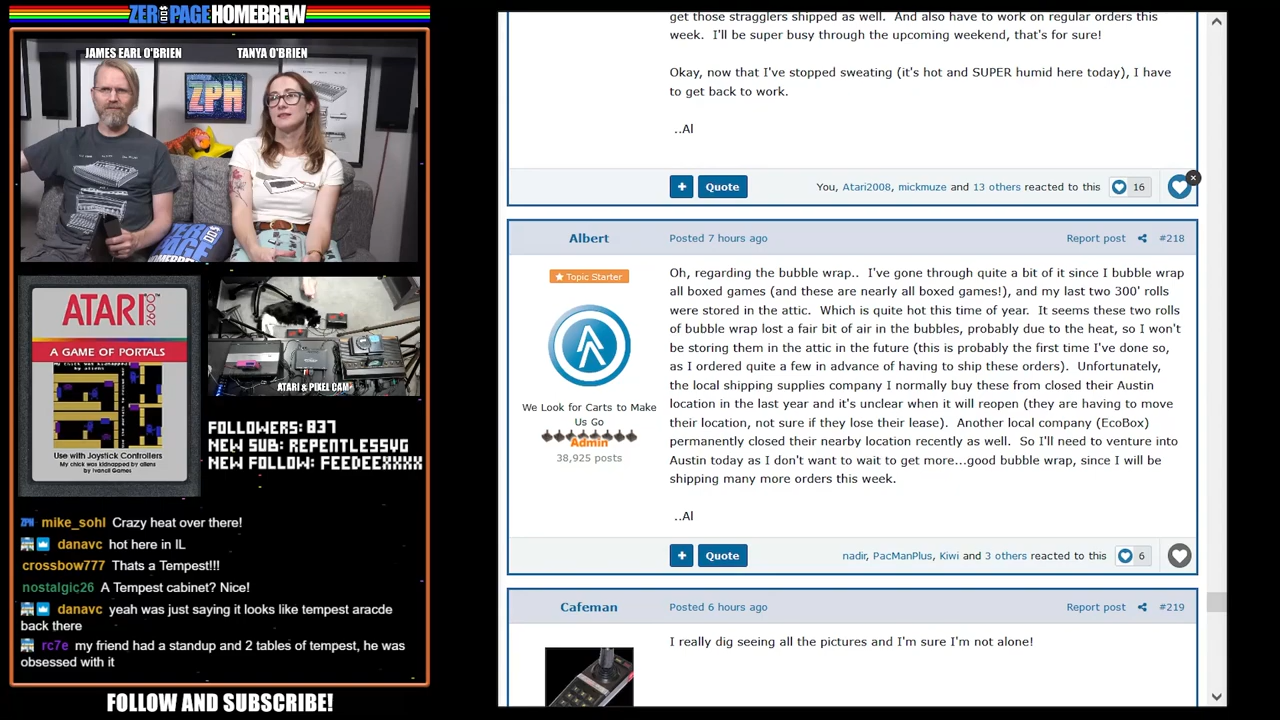 ZEROPAGE HOMEBREW
JAMES EARL O'BRIEN
TANYA O'BRIEN
ZPH
ZERO
PAGE
HOMEBREW
ATARI
2600
A GAME OF PORTALS
My chick was kidnapped
by aliens
Use with Joystick Controllers
My chick was kidnapped by aliens
by Ivancil Games
ATARI & PIXEL CAM
FOLLOWERS: 837
NEW SUB: REPENTLESSVG
NEW FOLLOW: FEEDEEXXXX
mike_sohl Crazy heat over there!
danavc hot here in IL
crossbow777 Thats a Tempest!!!
nostalgic26 A Tempest cabinet? Nice!
danavc yeah was just saying it looks like tempest aracde
back there
rc7e my friend had a standup and 2 tables of tempest, he was
obsessed with it
FOLLOW AND SUBSCRIBE!
get those stragglers shipped as well. And also have to work on regular orders this
week. I'll be super busy through the upcoming weekend, that's for sure!
Okay, now that I've stopped sweating (it's hot and SUPER humid here today), I have
to get back to work.
..Al
+ Quote
You, Atari2008, mickmuze and 13 others reacted to this 16
Albert
Posted 7 hours ago
Report post #218
Topic Starter
We Look for Carts to Make
Us Go
Admin
38,925 posts
Oh, regarding the bubble wrap.. I've gone through quite a bit of it since I bubble wrap
all boxed games (and these are nearly all boxed games!), and my last two 300' rolls
were stored in the attic. Which is quite hot this time of year. It seems these two rolls
of bubble wrap lost a fair bit of air in the bubbles, probably due to the heat, so I won't
be storing them in the attic in the future (this is probably the first time I've done so,
as I ordered quite a few in advance of having to ship these orders). Unfortunately,
the local shipping supplies company I normally buy these from closed their Austin
location in the last year and it's unclear when it will reopen (they are having to move
their location, not sure if they lose their lease). Another local company (EcoBox)
permanently closed their nearby location recently as well. So I'll need to venture into
Austin today as I don't want to wait to get more...good bubble wrap, since I will be
shipping many more orders this week.
..Al
+ Quote
nadir, PacManPlus, Kiwi and 3 others reacted to this 6
Cafeman
Posted 6 hours ago
Report post #219
I really dig seeing all the pictures and I'm sure I'm not alone!